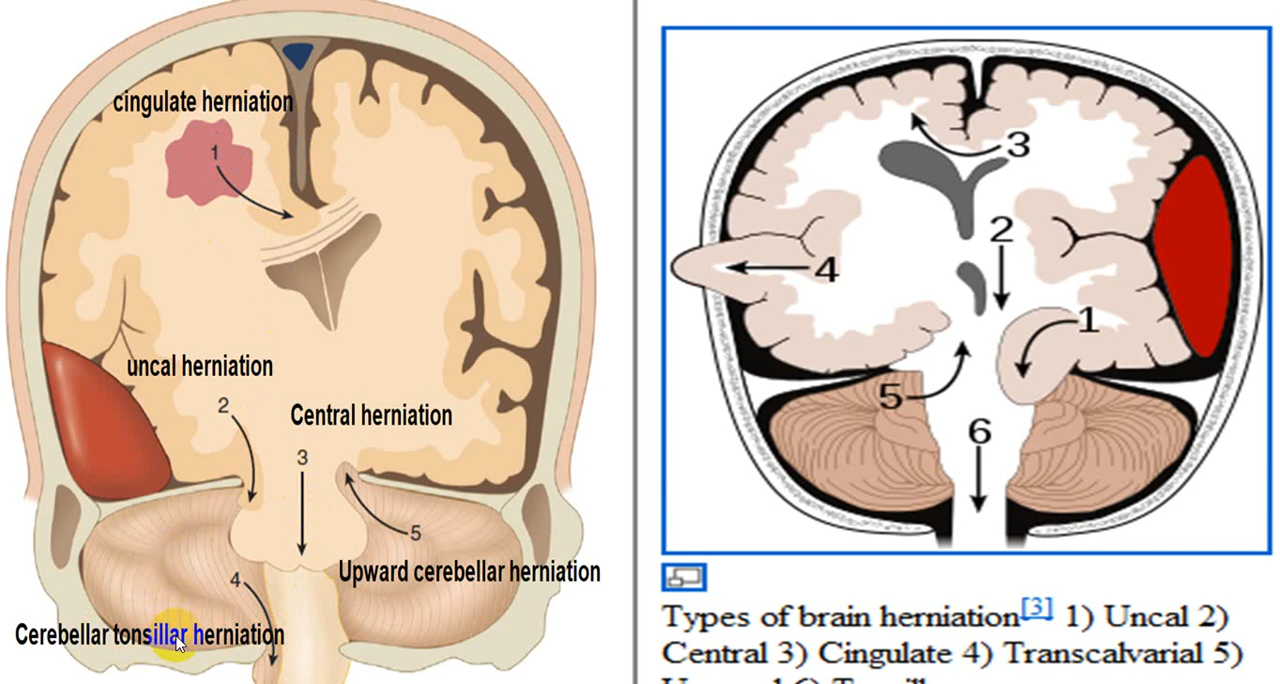 cingulate herniation
1
uncal herniation
2
Central herniation
3
5
Upward cerebellar herniation
4
Cerebellar tonsillar herniation
3
2
4
1
5
6
Types of brain herniation[3] 1) Uncal 2)
Central 3) Cingulate 4) Transcalvarial 5)